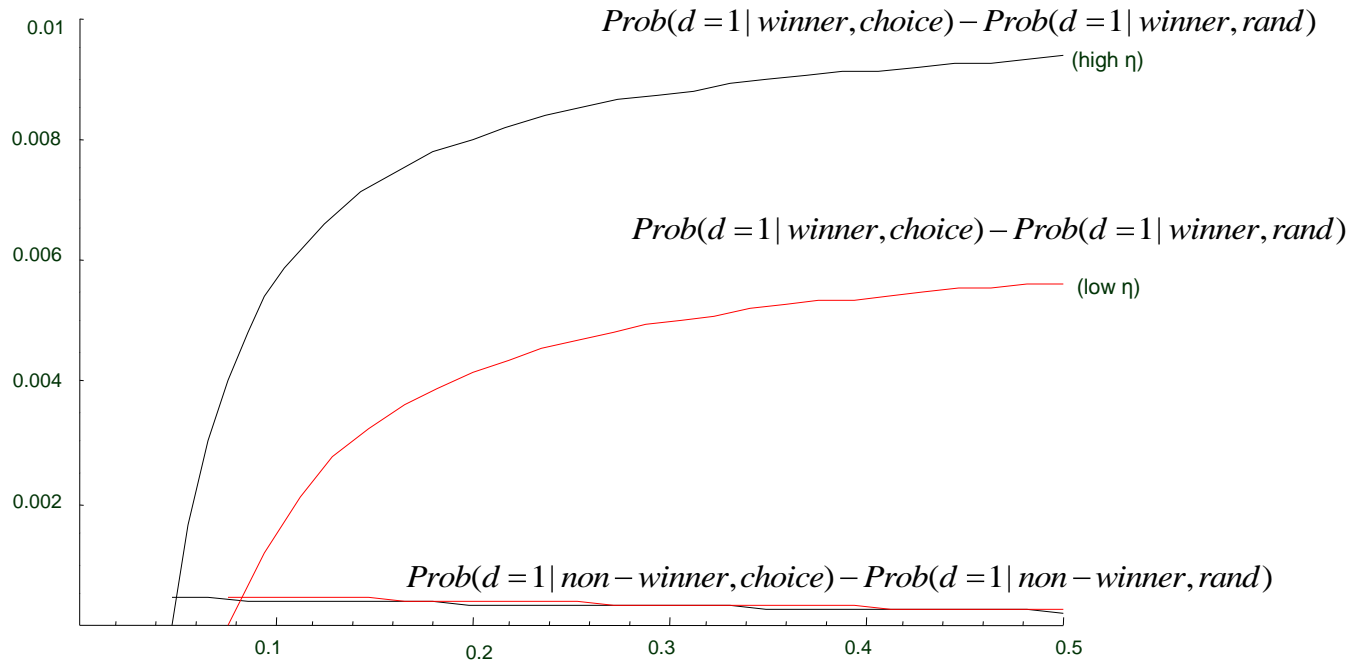 0.01
Prob(d =1| winner,choice) − Prob(d =1| winner,rand)
(high η)
0.008
Prob(d =1| winner,choice) − Prob(d =1| winner,rand)
0.006
(low η)
0.004
0.002
Prob(d =1| non − winner,choice) − Prob(d =1| non − winner,rand)
0.1 0.2 0.3 0.4 0.5